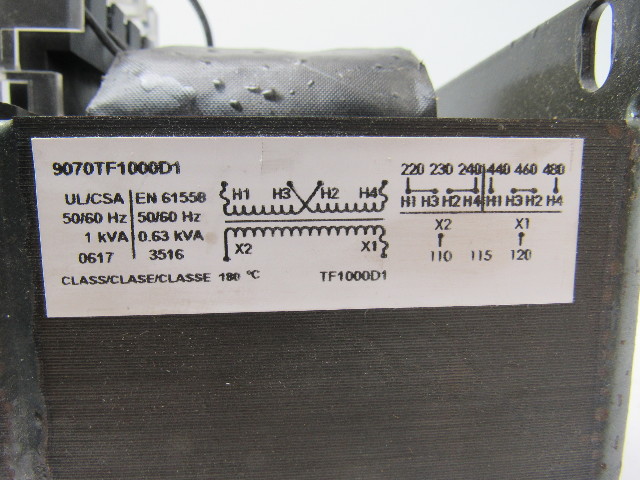 9070TF1000D1
UL/CSA EN 61558
50/60 Hz 50/60 Hz
1 kVA 0.63 kVA
0617 3516
CLASS/CLASE/CLASSE 180 °C
H1 H3 H2 H4
X2 X1
TF1000D1
220 230 240 440 460 480
H1 H3 H2 H4 H1 H3 H2 H4
X2 X1
110 115 120